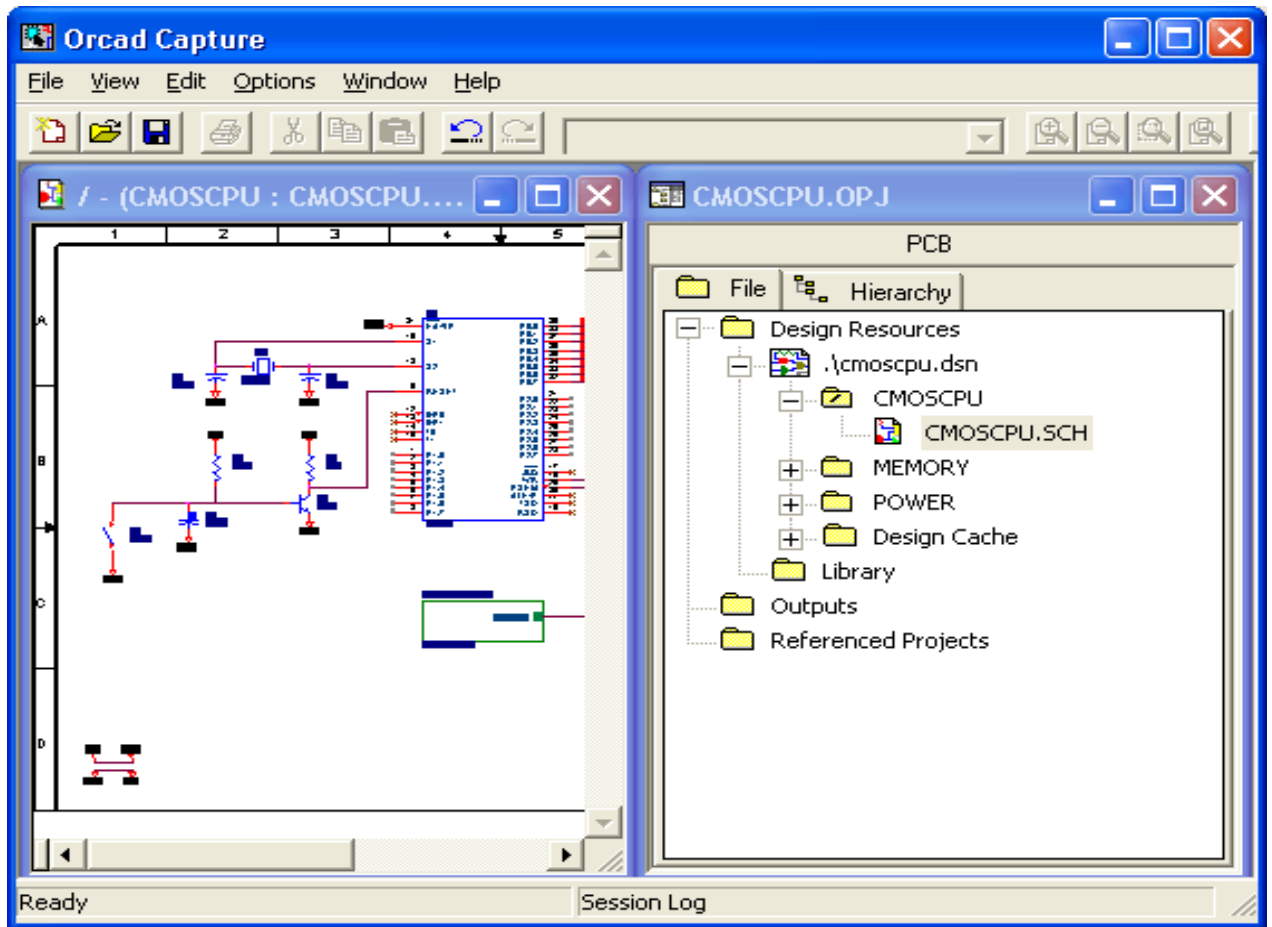 Orcad Capture
File View Edit Options Window Help
/ - (CMOSCPU : CMOSCPU....
CMOSCPU.OPJ
PCB
File Hierarchy
1 2 3 4 5
A
B
C
D
Design Resources
.\cmoscpu.dsn
CMOSCPU
CMOSCPU.SCH
MEMORY
POWER
Design Cache
Library
Outputs
Referenced Projects
Ready
Session Log